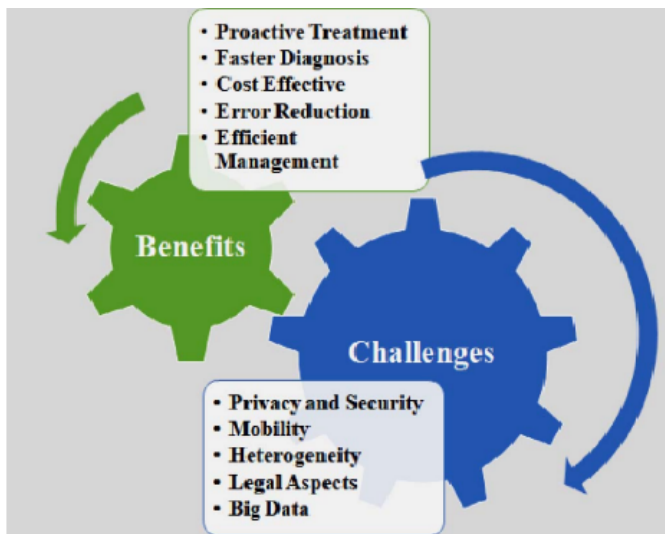 • Proactive Treatment
• Faster Diagnosis
• Cost Effective
• Error Reduction
• Efficient
Management
Benefits
Challenges
• Privacy and Security
• Mobility
• Heterogeneity
• Legal Aspects
• Big Data